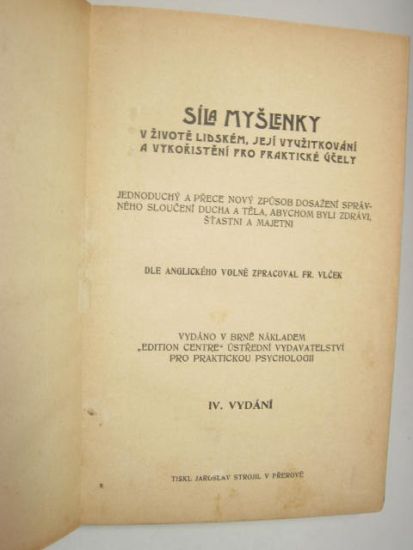 SÍLA MYŠLENKY
V ŽIVOTĚ LIDSKÉM, JEJÍ VYUŽITKOVÁNÍ
A VYKOŘISTĚNÍ PRO PRAKTICKÉ ÚČELY
JEDNODUCHÝ A PŘECE NOVÝ ZPŮSOB DOSAŽENÍ SPRÁV-
NÉHO SLOUČENÍ DUCHA A TĚLA, ABYCHOM BYLI ZDRÁVI,
ŠŤASTNI A MAJETNI
DLE ANGLICKÉHO VOLNĚ ZPRACOVAL FR. VLČEK
VYDÁNO V BRNĚ NÁKLADEM
„EDITION CENTRE" ÚSTŘEDNÍ VYDAVATELSTVÍ
PRO PRAKTICKOU PSYCHOLOGII
IV. VYDÁNÍ
TISKL JAROSLAV STROJIL V PŘEROVĚ